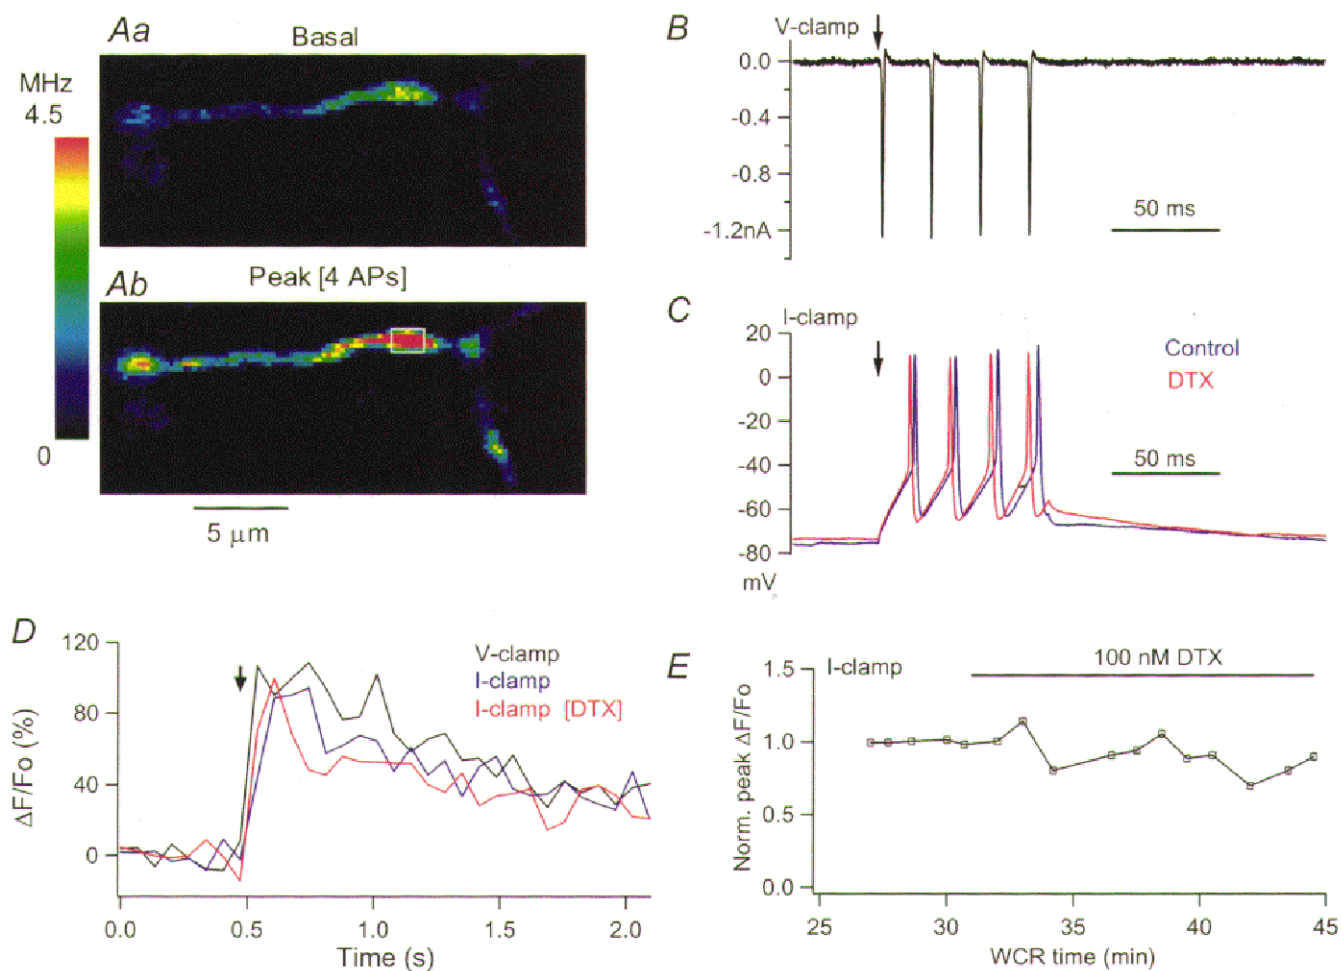 Aa
Basal
MHz
4.5
0
Ab
Peak [4 APs]
5 μm
B
V-clamp
0.0
-0.4
-0.8
-1.2nA
50 ms
C
I-clamp
20
0
-20
-40
-60
-80
mV
Control
DTX
50 ms
D
120
80
40
0
ΔF/Fo (%)
V-clamp
I-clamp
I-clamp [DTX]
0.0
0.5
1.0
1.5
2.0
Time (s)
E
I-clamp
100 nM DTX
1.5
1.0
0.5
0.0
Norm. peak ΔF/Fo
25
30
35
40
45
WCR time (min)